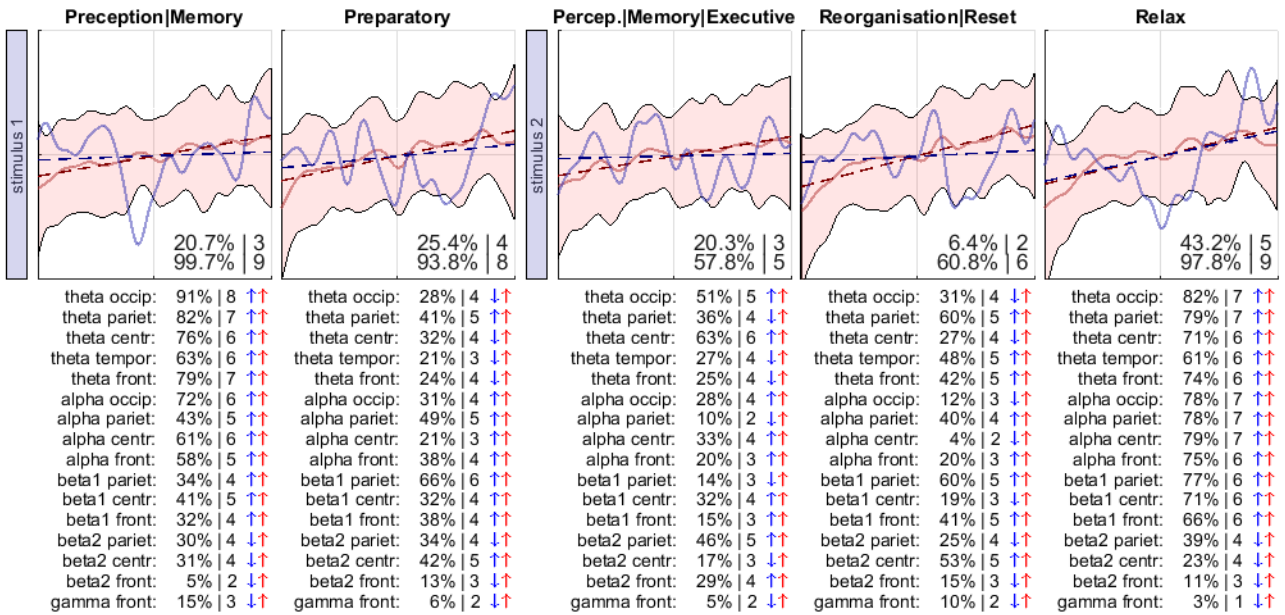 Preception|Memory
Preparatory
Percep.|Memory|Executive
Reorganisation|Reset
Relax
stimulus 1
20.7% | 3
99.7% | 9
25.4% | 4
93.8% | 8
stimulus 2
20.3% | 3
57.8% | 5
6.4% | 2
60.8% | 6
43.2% | 5
97.8% | 9
theta occip: 91% | 8 ↑↑
theta pariet: 82% | 7 ↑↑
theta centr: 76% | 6 ↑↑
theta tempor: 63% | 6 ↑↑
theta front: 79% | 7 ↑↑
alpha occip: 72% | 6 ↑↑
alpha pariet: 43% | 5 ↑↑
alpha centr: 61% | 6 ↑↑
alpha front: 58% | 5 ↑↑
beta1 pariet: 34% | 4 ↑↑
beta1 centr: 41% | 5 ↑↑
beta1 front: 32% | 4 ↑↑
beta2 pariet: 30% | 4 ↓↑
beta2 centr: 31% | 4 ↓↑
beta2 front: 5% | 2 ↓↑
gamma front: 15% | 3 ↓↑
theta occip: 28% | 4 ↓↑
theta pariet: 41% | 5 ↑↑
theta centr: 32% | 4 ↓↑
theta tempor: 21% | 3 ↓↑
theta front: 24% | 4 ↓↑
alpha occip: 31% | 4 ↑↑
alpha pariet: 49% | 5 ↑↑
alpha centr: 21% | 3 ↑↑
alpha front: 38% | 4 ↑↑
beta1 pariet: 66% | 6 ↑↑
beta1 centr: 32% | 4 ↑↑
beta1 front: 38% | 4 ↑↑
beta2 pariet: 34% | 4 ↑↑
beta2 centr: 42% | 5 ↑↑
beta2 front: 13% | 3 ↓↑
gamma front: 6% | 2 ↓↑
theta occip: 51% | 5 ↑↑
theta pariet: 36% | 4 ↓↑
theta centr: 63% | 6 ↑↑
theta tempor: 27% | 4 ↓↑
theta front: 25% | 4 ↓↑
alpha occip: 28% | 4 ↑↑
alpha pariet: 10% | 2 ↓↑
alpha centr: 33% | 4 ↑↑
alpha front: 20% | 3 ↑↑
beta1 pariet: 14% | 3 ↓↑
beta1 centr: 32% | 4 ↑↑
beta1 front: 15% | 3 ↑↑
beta2 pariet: 46% | 5 ↑↑
beta2 centr: 17% | 3 ↓↑
beta2 front: 29% | 4 ↑↑
gamma front: 5% | 2 ↓↑
theta occip: 31% | 4 ↓↑
theta pariet: 60% | 5 ↑↑
theta centr: 27% | 4 ↓↑
theta tempor: 48% | 5 ↑↑
theta front: 42% | 5 ↑↑
alpha occip: 12% | 3 ↓↑
alpha pariet: 40% | 4 ↑↑
alpha centr: 4% | 2 ↓↑
alpha front: 20% | 3 ↑↑
beta1 pariet: 60% | 5 ↑↑
beta1 centr: 19% | 3 ↓↑
beta1 front: 41% | 5 ↑↑
beta2 pariet: 25% | 4 ↓↑
beta2 centr: 53% | 5 ↑↑
beta2 front: 15% | 3 ↓↑
gamma front: 10% | 2 ↓↑
theta occip: 82% | 7 ↑↑
theta pariet: 79% | 7 ↑↑
theta centr: 71% | 6 ↑↑
theta tempor: 61% | 6 ↑↑
theta front: 74% | 6 ↑↑
alpha occip: 78% | 7 ↑↑
alpha pariet: 78% | 7 ↑↑
alpha centr: 79% | 7 ↑↑
alpha front: 75% | 6 ↑↑
beta1 pariet: 77% | 6 ↑↑
beta1 centr: 71% | 6 ↑↑
beta1 front: 66% | 6 ↑↑
beta2 pariet: 39% | 4 ↓↑
beta2 centr: 23% | 4 ↓↑
beta2 front: 11% | 3 ↓↑
gamma front: 3% | 1 ↓↑